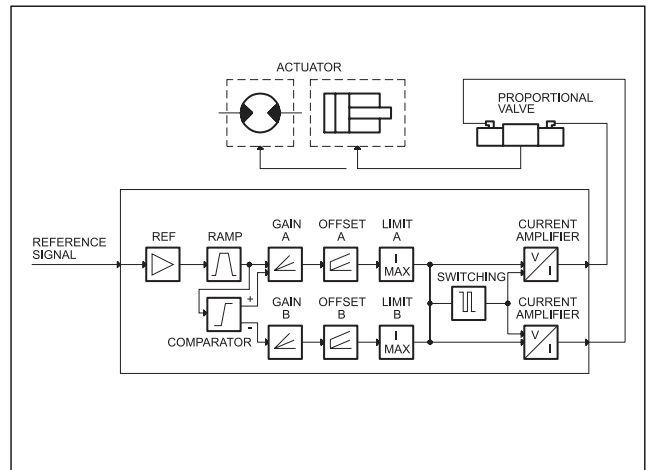 ACTUATOR
PROPORTIONAL
VALVE
REFERENCE
SIGNAL
REF
RAMP
GAIN
A
OFFSET
A
LIMIT
A
CURRENT
AMPLIFIER
I
MAX
SWITCHING
V
I
+
-
COMPARATOR
GAIN
B
OFFSET
B
LIMIT
B
CURRENT
AMPLIFIER
I
MAX
V
I